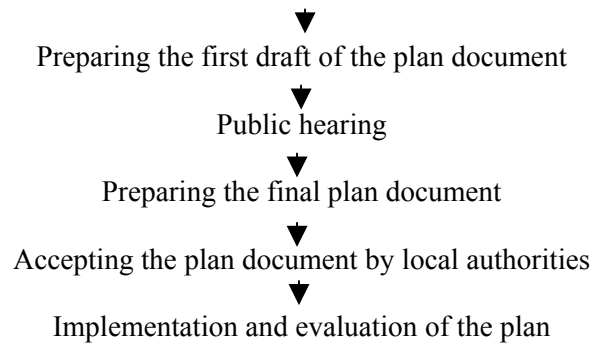 Preparing the first draft of the plan document
Public hearing
Preparing the final plan document
Accepting the plan document by local authorities
Implementation and evaluation of the plan